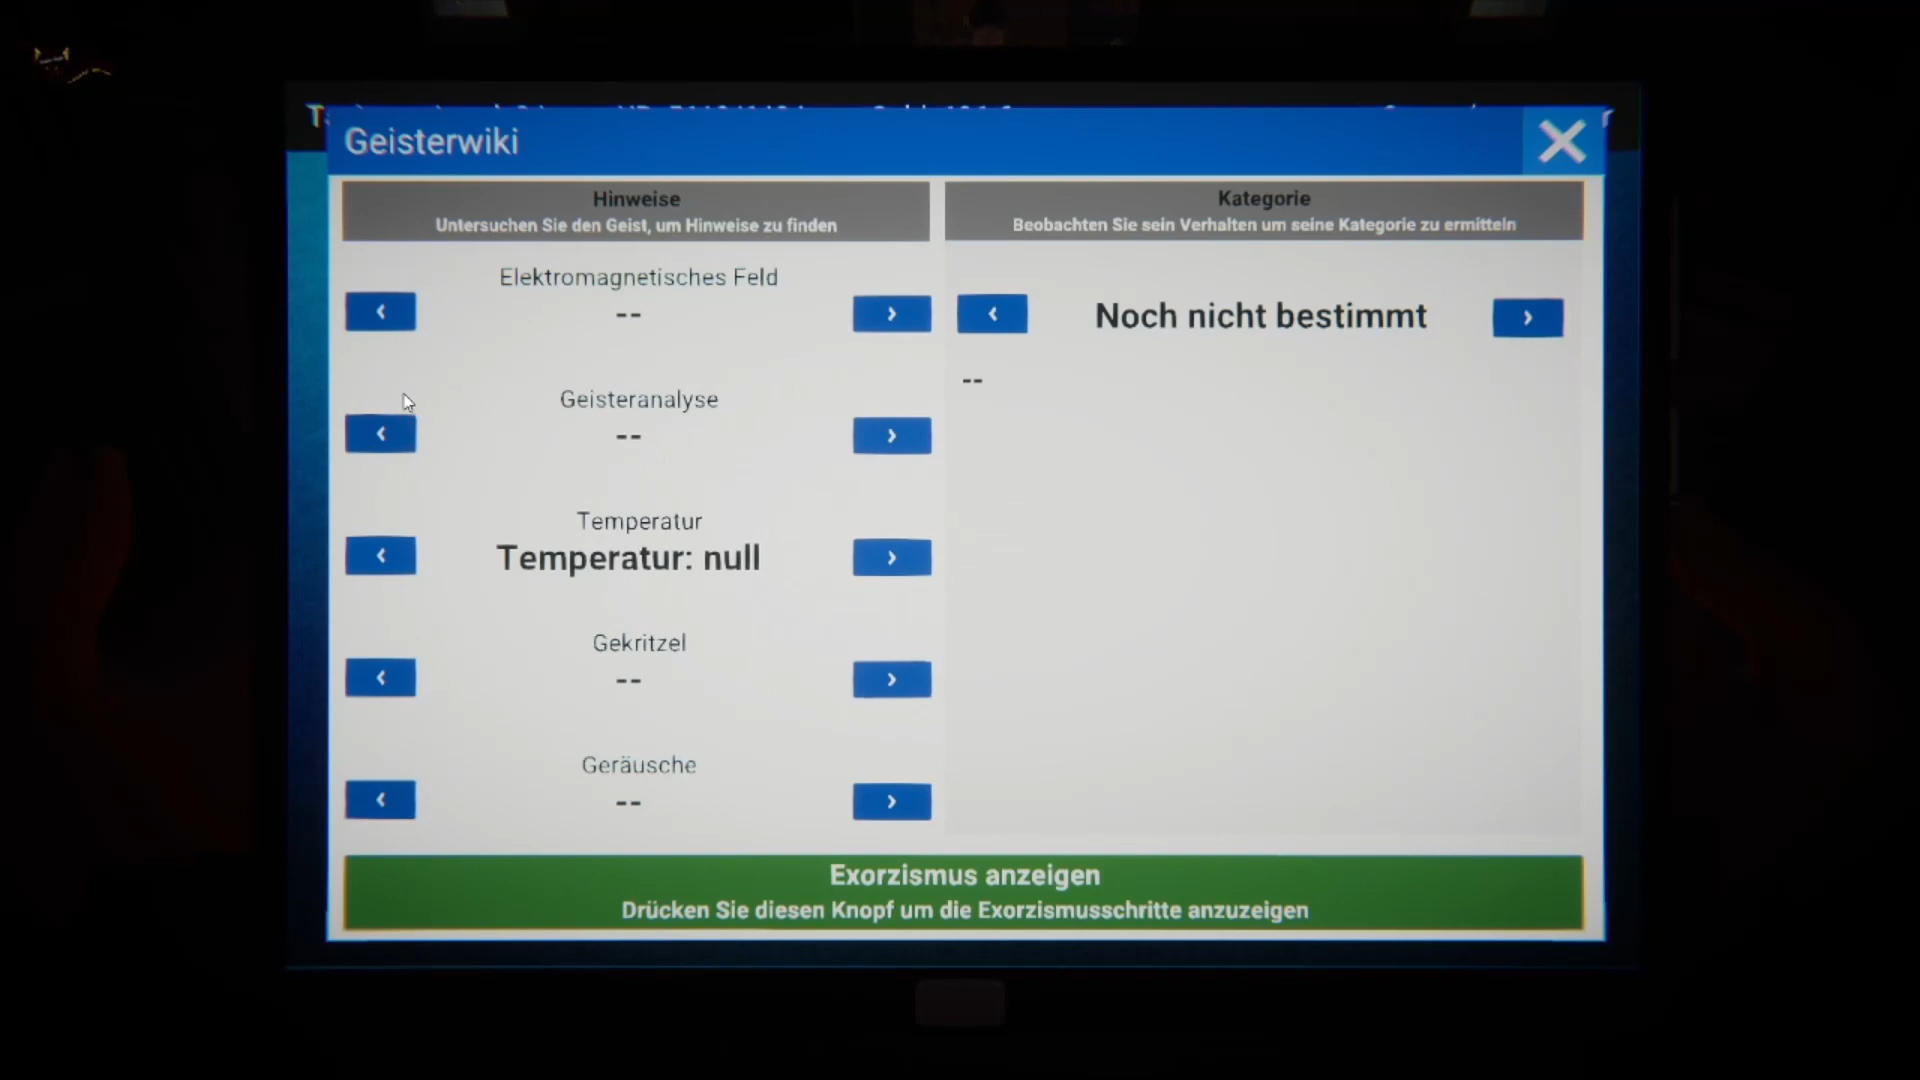 Geisterwiki
Hinweise
Untersuchen Sie den Geist, um Hinweise zu finden
Elektromagnetisches Feld
--
Geisteranalyse
--
Temperatur
Temperatur: null
Gekritzel
--
Geräusche
--
Kategorie
Beobachten Sie sein Verhalten um seine Kategorie zu ermitteln
Noch nicht bestimmt
--
Exorzismus anzeigen
Drücken Sie diesen Knopf um die Exorzismusschritte anzuzeigen